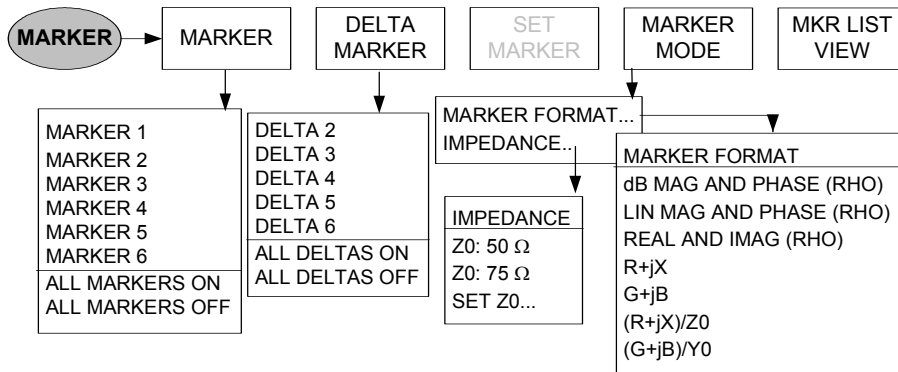 MARKER
MARKER
DELTA
MARKER
SET
MARKER
MARKER
MODE
MKR LIST
VIEW
MARKER 1
MARKER 2
MARKER 3
MARKER 4
MARKER 5
MARKER 6
ALL MARKERS ON
ALL MARKERS OFF
DELTA 2
DELTA 3
DELTA 4
DELTA 5
DELTA 6
ALL DELTAS ON
ALL DELTAS OFF
MARKER FORMAT...
IMPEDANCE..
IMPEDANCE
Z0: 50 Ω
Z0: 75 Ω
SET Z0...
MARKER FORMAT
dB MAG AND PHASE (RHO)
LIN MAG AND PHASE (RHO)
REAL AND IMAG (RHO)
R+jX
G+jB
(R+jX)/Z0
(G+jB)/Y0